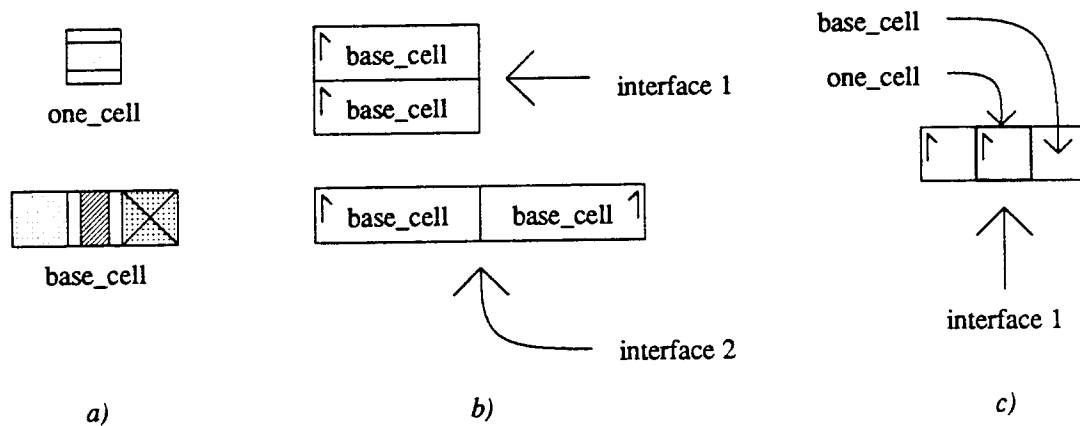 one_cell
base_cell
a)
base_cell
base_cell
interface 1
base_cell base_cell
interface 2
b)
base_cell
one_cell
interface 1
c)